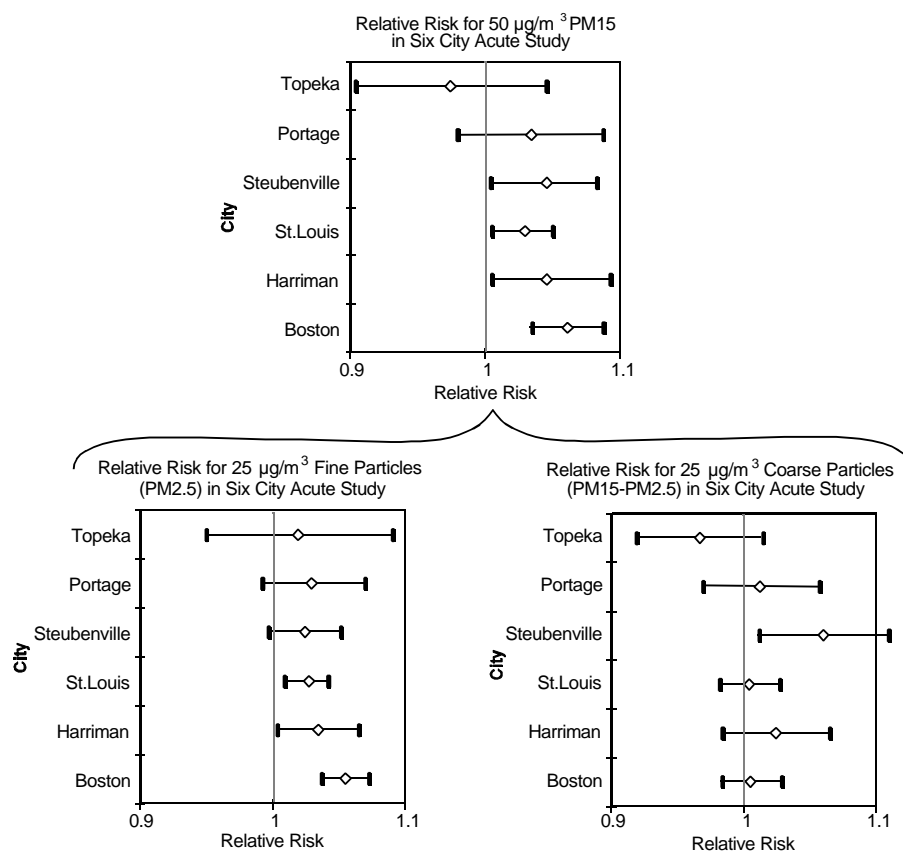 Relative Risk for 50 µg/m ³ PM15
in Six City Acute Study
Topeka
Portage
Steubenville
City
St.Louis
Harriman
Boston
0.9 1 1.1
Relative Risk
Relative Risk for 25 µg/m³ Fine Particles
(PM2.5) in Six City Acute Study
Topeka
Portage
Steubenville
City
St.Louis
Harriman
Boston
0.9 1 1.1
Relative Risk
Relative Risk for 25 µg/m³ Coarse Particles
(PM15-PM2.5) in Six City Acute Study
Topeka
Portage
Steubenville
City
St.Louis
Harriman
Boston
0.9 1 1.1
Relative Risk